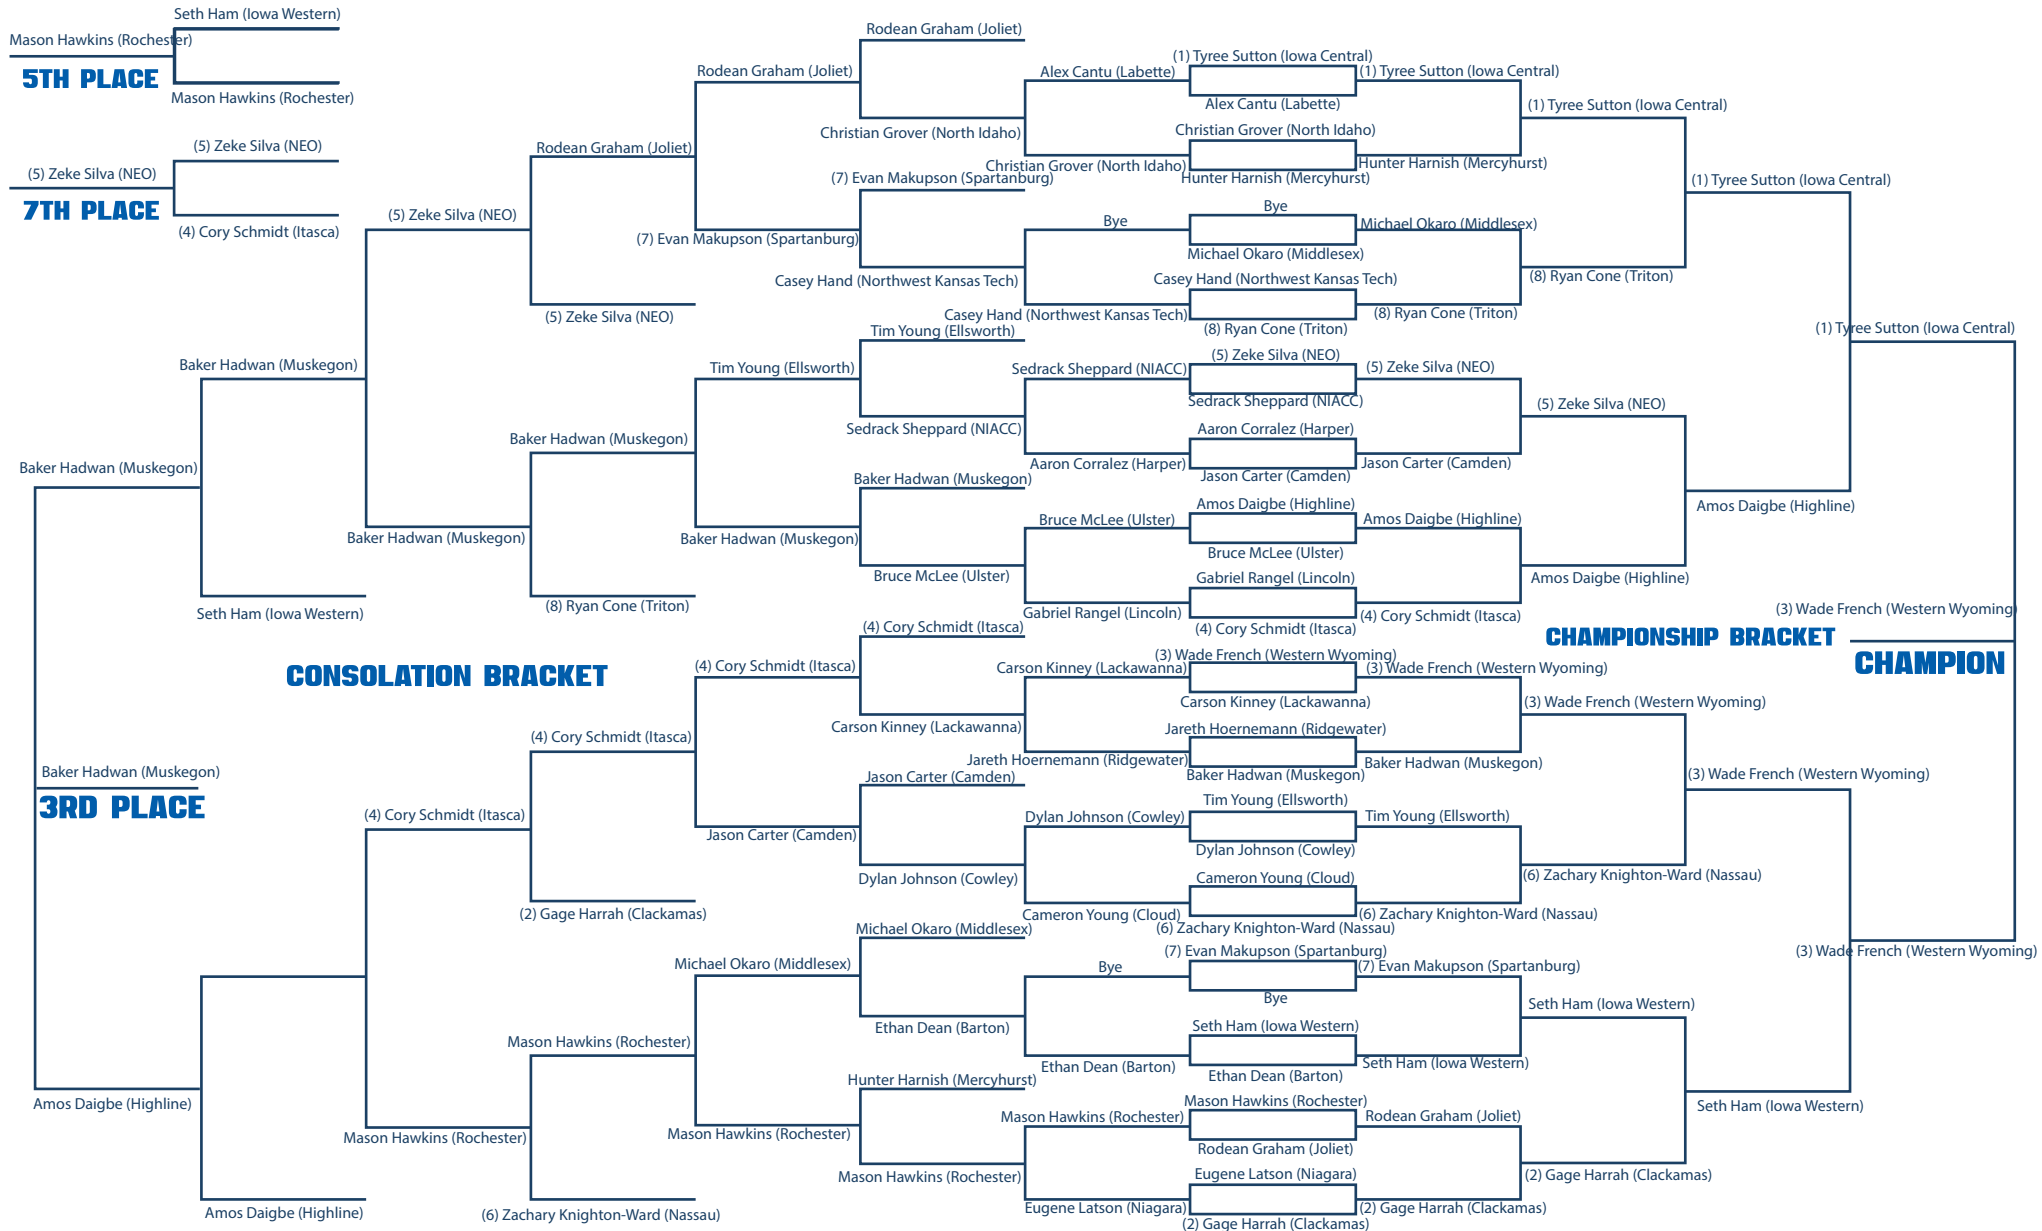 Seth Ham (Iowa Western)
Mason Hawkins (Rochester)
5TH PLACE
Mason Hawkins (Rochester)
(5) Zeke Silva (NEO)
(5) Zeke Silva (NEO)
7TH PLACE
(4) Cory Schmidt (Itasca)
Baker Hadwan (Muskegon)
Seth Ham (Iowa Western)
Baker Hadwan (Muskegon)
3RD PLACE
Baker Hadwan (Muskegon)
Amos Daigbe (Highline)
Amos Daigbe (Highline)
CONSOLATION BRACKET
(5) Zeke Silva (NEO)
Baker Hadwan (Muskegon)
(4) Cory Schmidt (Itasca)
Mason Hawkins (Rochester)
Rodean Graham (Joliet)
(5) Zeke Silva (NEO)
Baker Hadwan (Muskegon)
(8) Ryan Cone (Triton)
(4) Cory Schmidt (Itasca)
(2) Gage Harrah (Clackamas)
Mason Hawkins (Rochester)
(6) Zachary Knighton-Ward (Nassau)
Rodean Graham (Joliet)
(7) Evan Makupson (Spartanburg)
Tim Young (Ellsworth)
Baker Hadwan (Muskegon)
(4) Cory Schmidt (Itasca)
Jason Carter (Camden)
Michael Okaro (Middlesex)
Mason Hawkins (Rochester)
Rodean Graham (Joliet)
Christian Grover (North Idaho)
(7) Evan Makupson (Spartanburg)
Casey Hand (Northwest Kansas Tech)
Tim Young (Ellsworth)
Sedrack Sheppard (NIACC)
Baker Hadwan (Muskegon)
Bruce McLee (Ulster)
(4) Cory Schmidt (Itasca)
Carson Kinney (Lackawanna)
Jason Carter (Camden)
Dylan Johnson (Cowley)
Michael Okaro (Middlesex)
Ethan Dean (Barton)
Hunter Harnish (Mercyhurst)
Mason Hawkins (Rochester)
Alex Cantu (Labette)
Christian Grover (North Idaho)
Bye
Casey Hand (Northwest Kansas Tech)
Sedrack Sheppard (NIACC)
Aaron Corralez (Harper)
Bruce McLee (Ulster)
Gabriel Rangel (Lincoln)
Carson Kinney (Lackawanna)
Jareth Hoernemann (Ridgewater)
Dylan Johnson (Cowley)
Cameron Young (Cloud)
Bye
Ethan Dean (Barton)
Mason Hawkins (Rochester)
Eugene Latson (Niagara)
(1) Tyree Sutton (Iowa Central)
Alex Cantu (Labette)
Christian Grover (North Idaho)
Hunter Harnish (Mercyhurst)
Bye
Michael Okaro (Middlesex)
Casey Hand (Northwest Kansas Tech)
(8) Ryan Cone (Triton)
(5) Zeke Silva (NEO)
Sedrack Sheppard (NIACC)
Aaron Corralez (Harper)
Jason Carter (Camden)
Amos Daigbe (Highline)
Bruce McLee (Ulster)
Gabriel Rangel (Lincoln)
(4) Cory Schmidt (Itasca)
(3) Wade French (Western Wyoming)
Carson Kinney (Lackawanna)
Jareth Hoernemann (Ridgewater)
Baker Hadwan (Muskegon)
Tim Young (Ellsworth)
Dylan Johnson (Cowley)
Cameron Young (Cloud)
(6) Zachary Knighton-Ward (Nassau)
(7) Evan Makupson (Spartanburg)
Bye
Seth Ham (Iowa Western)
Ethan Dean (Barton)
Mason Hawkins (Rochester)
Rodean Graham (Joliet)
Eugene Latson (Niagara)
(2) Gage Harrah (Clackamas)
(1) Tyree Sutton (Iowa Central)
Hunter Harnish (Mercyhurst)
Michael Okaro (Middlesex)
(8) Ryan Cone (Triton)
(5) Zeke Silva (NEO)
Jason Carter (Camden)
Amos Daigbe (Highline)
(4) Cory Schmidt (Itasca)
(3) Wade French (Western Wyoming)
Baker Hadwan (Muskegon)
Tim Young (Ellsworth)
(6) Zachary Knighton-Ward (Nassau)
(7) Evan Makupson (Spartanburg)
Seth Ham (Iowa Western)
Rodean Graham (Joliet)
(2) Gage Harrah (Clackamas)
(1) Tyree Sutton (Iowa Central)
(8) Ryan Cone (Triton)
(5) Zeke Silva (NEO)
Amos Daigbe (Highline)
(3) Wade French (Western Wyoming)
(6) Zachary Knighton-Ward (Nassau)
Seth Ham (Iowa Western)
(2) Gage Harrah (Clackamas)
(1) Tyree Sutton (Iowa Central)
Amos Daigbe (Highline)
(3) Wade French (Western Wyoming)
Seth Ham (Iowa Western)
(1) Tyree Sutton (Iowa Central)
(3) Wade French (Western Wyoming)
CHAMPIONSHIP BRACKET
(3) Wade French (Western Wyoming)
CHAMPION